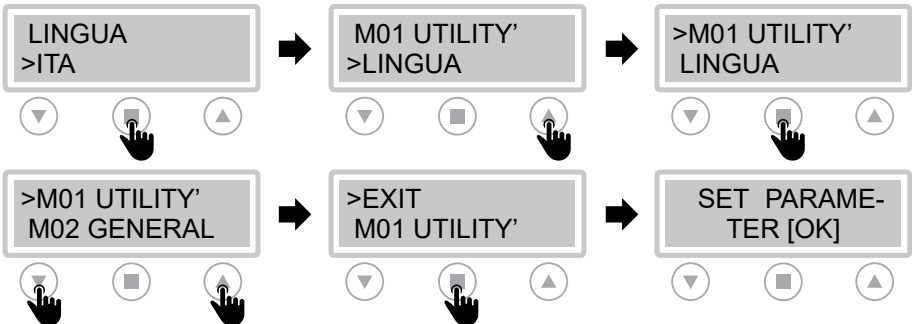 LINGUA
>ITA
M01 UTILITY’
>LINGUA
>M01 UTILITY’
LINGUA
>M01 UTILITY’
M02 GENERAL
>EXIT
M01 UTILITY’
SET PARAME-
TER [OK]